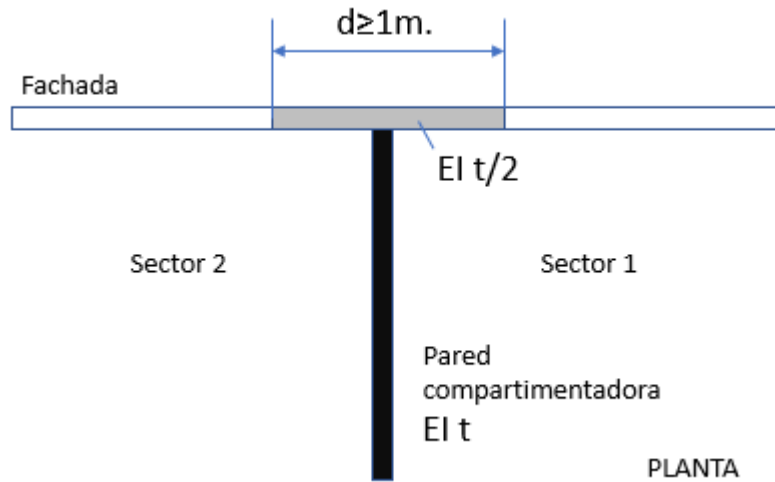 d≥1m.
Fachada
EI t/2
Sector 2
Sector 1
Pared
compartimentadora
EI t
PLANTA